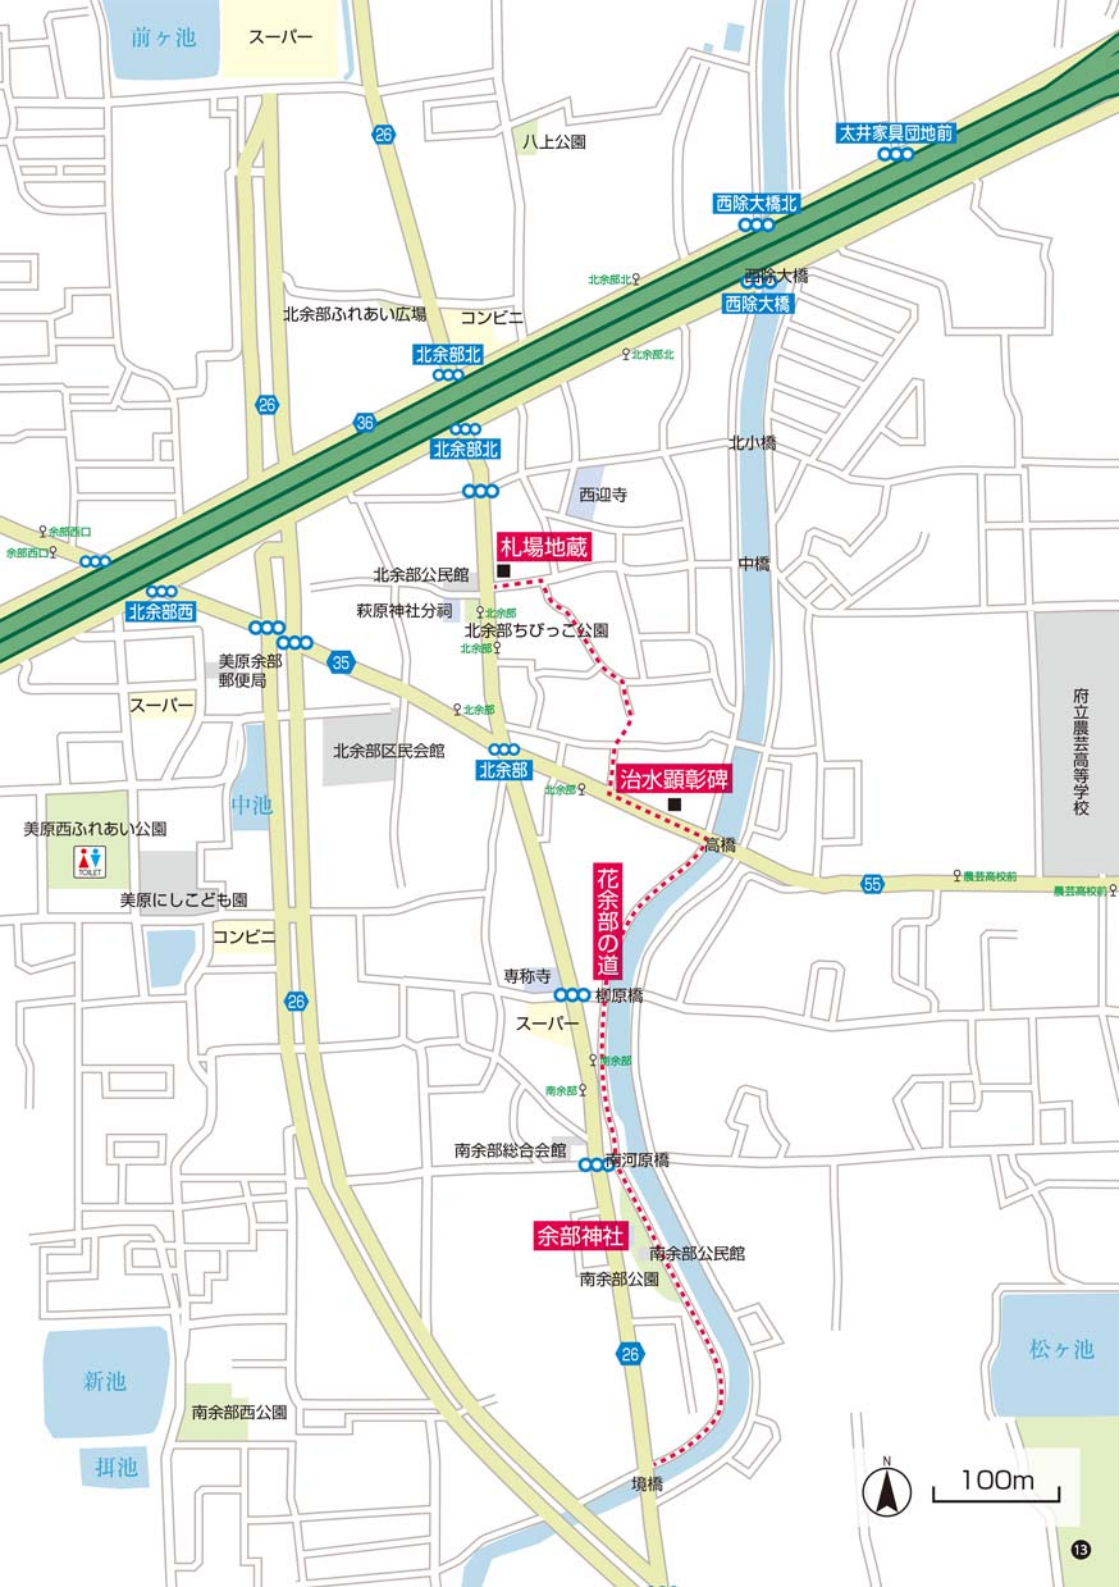 前ヶ池
スーパー
26
八上公園
太井家具団地前
西除大橋北
北余部北
西除大橋
西除大橋
北余部ふれあい広場
コンビニ
北余部北
北余部北
26
36
北余部北
北小橋
西迎寺
余部西口
余部西口
札場地蔵
中橋
北余部公民館
北余部西
萩原神社分祠
北余部
北余部ちびっこ公園
北余部
美原余部
郵便局
35
スーパー
北余部
府立農芸高等学校
北余部区民会館
北余部
治水顕彰碑
北余部
中池
美原西ふれあい公園
TOILET
高橋
花余部の道
農芸高校前
55
農芸高校前
美原にしこども園
コンビニ
専称寺
26
槫原橋
スーパー
南余部
南余部
南余部総合会館
南河原橋
余部神社
南余部公民館
南余部公園
26
松ヶ池
新池
南余部西公園
挕池
境橋
N
100m
13